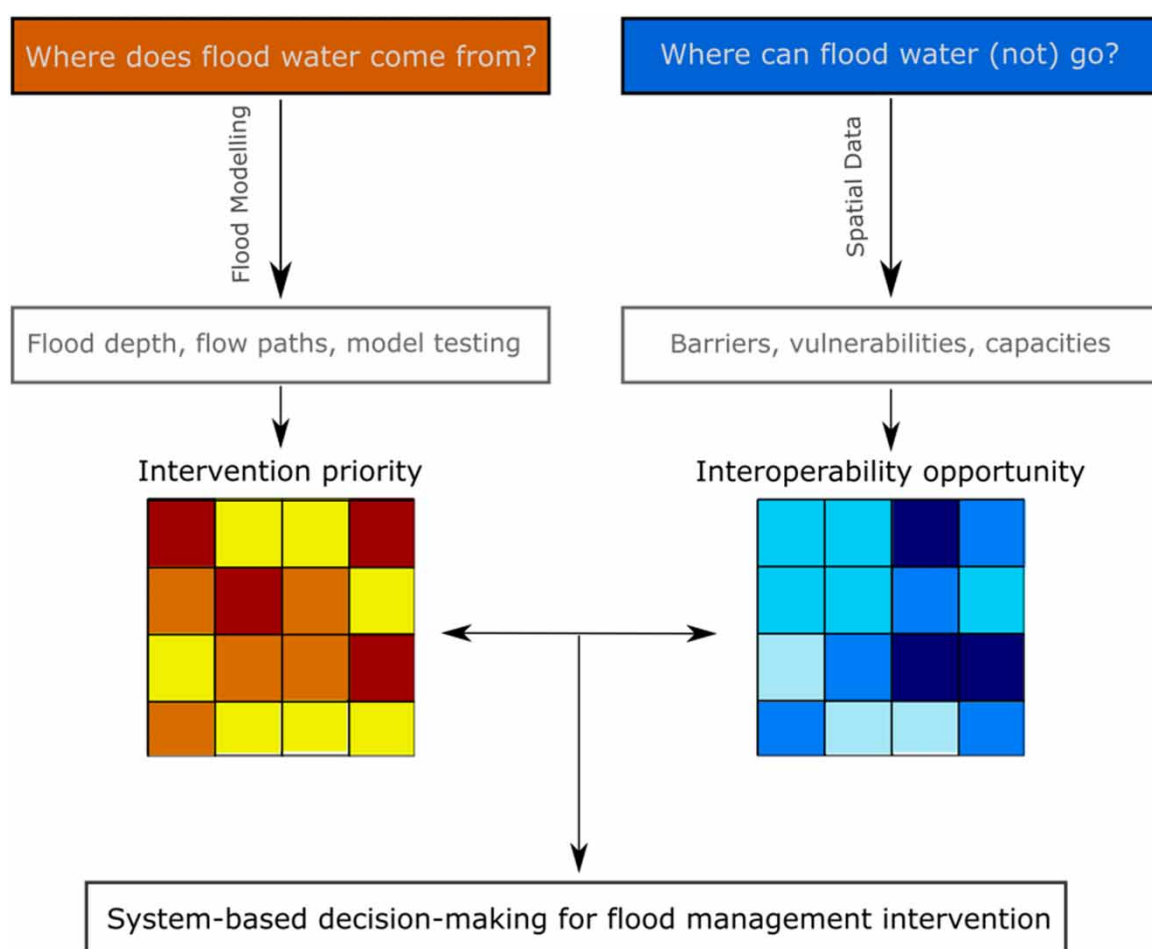 Where does flood water come from?
Where can flood water (not) go?
Flood Modelling
Spatial Data
Flood depth, flow paths, model testing
Barriers, vulnerabilities, capacities
Intervention priority
Interoperability opportunity
System-based decision-making for flood management intervention